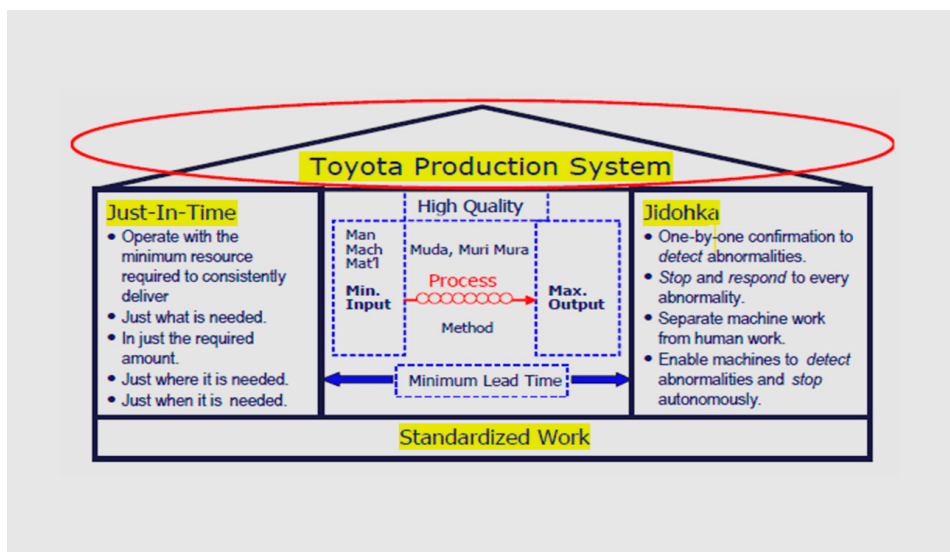 Toyota Production System
Just-In-Time
• Operate with the
minimum resource
required to consistently
deliver
• Just what is needed.
• In just the required
amount.
• Just where it is needed.
• Just when it is needed.
High Quality
Man
Mach
Mat'l
Min.
Input
Muda, Muri Mura
Process
Method
Max.
Output
Minimum Lead Time
Jidohka
• One-by-one confirmation to
detect abnormalities.
• Stop and respond to every
abnormality.
• Separate machine work
from human work.
• Enable machines to detect
abnormalities and stop
autonomously.
Standardized Work